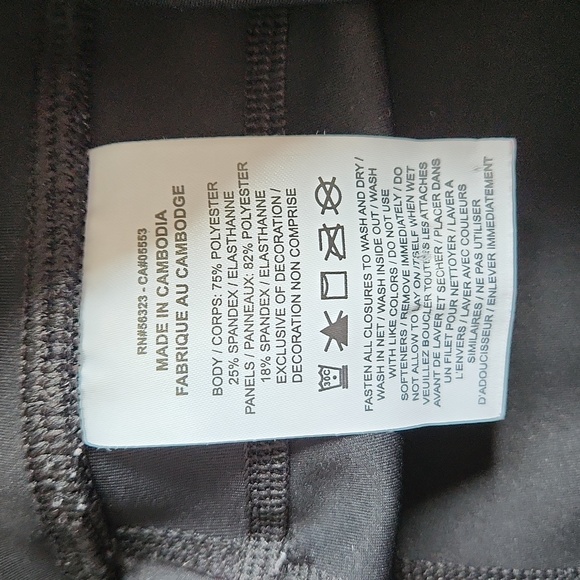 RN#56323 - CA#05553
MADE IN CAMBODIA
FABRIQUE AU CAMBODGE
BODY / CORPS: 75% POLYESTER
25% SPANDEX / ELASTHANNE
PANELS / PANNEAUX: 82% POLYESTER
18% SPANDEX / ELASTHANNE
EXCLUSIVE OF DECORATION /
DECORATION NON COMPRISE
30C
FASTEN ALL CLOSURES TO WASH AND DRY /
WASH IN NET / WASH INSIDE OUT / WASH
WITH LIKE COLORS / DO NOT USE
SOFTENERS / REMOVE IMMEDIATELY / DO
NOT ALLOW TO LAY ON ITSELF WHEN WET
VEUILLEZ BOUCLER TOUTES LES ATTACHES
AVANT DE LAVER ET SECHER / PLACER DANS
UN FILET POUR NETTOYER / LAVER A
L'ENVERS / LAVER AVEC COULEURS
SIMILAIRES / NE PAS UTILISER
D'ADOUCISSEUR / ENLEVER IMMEDIATEMENT